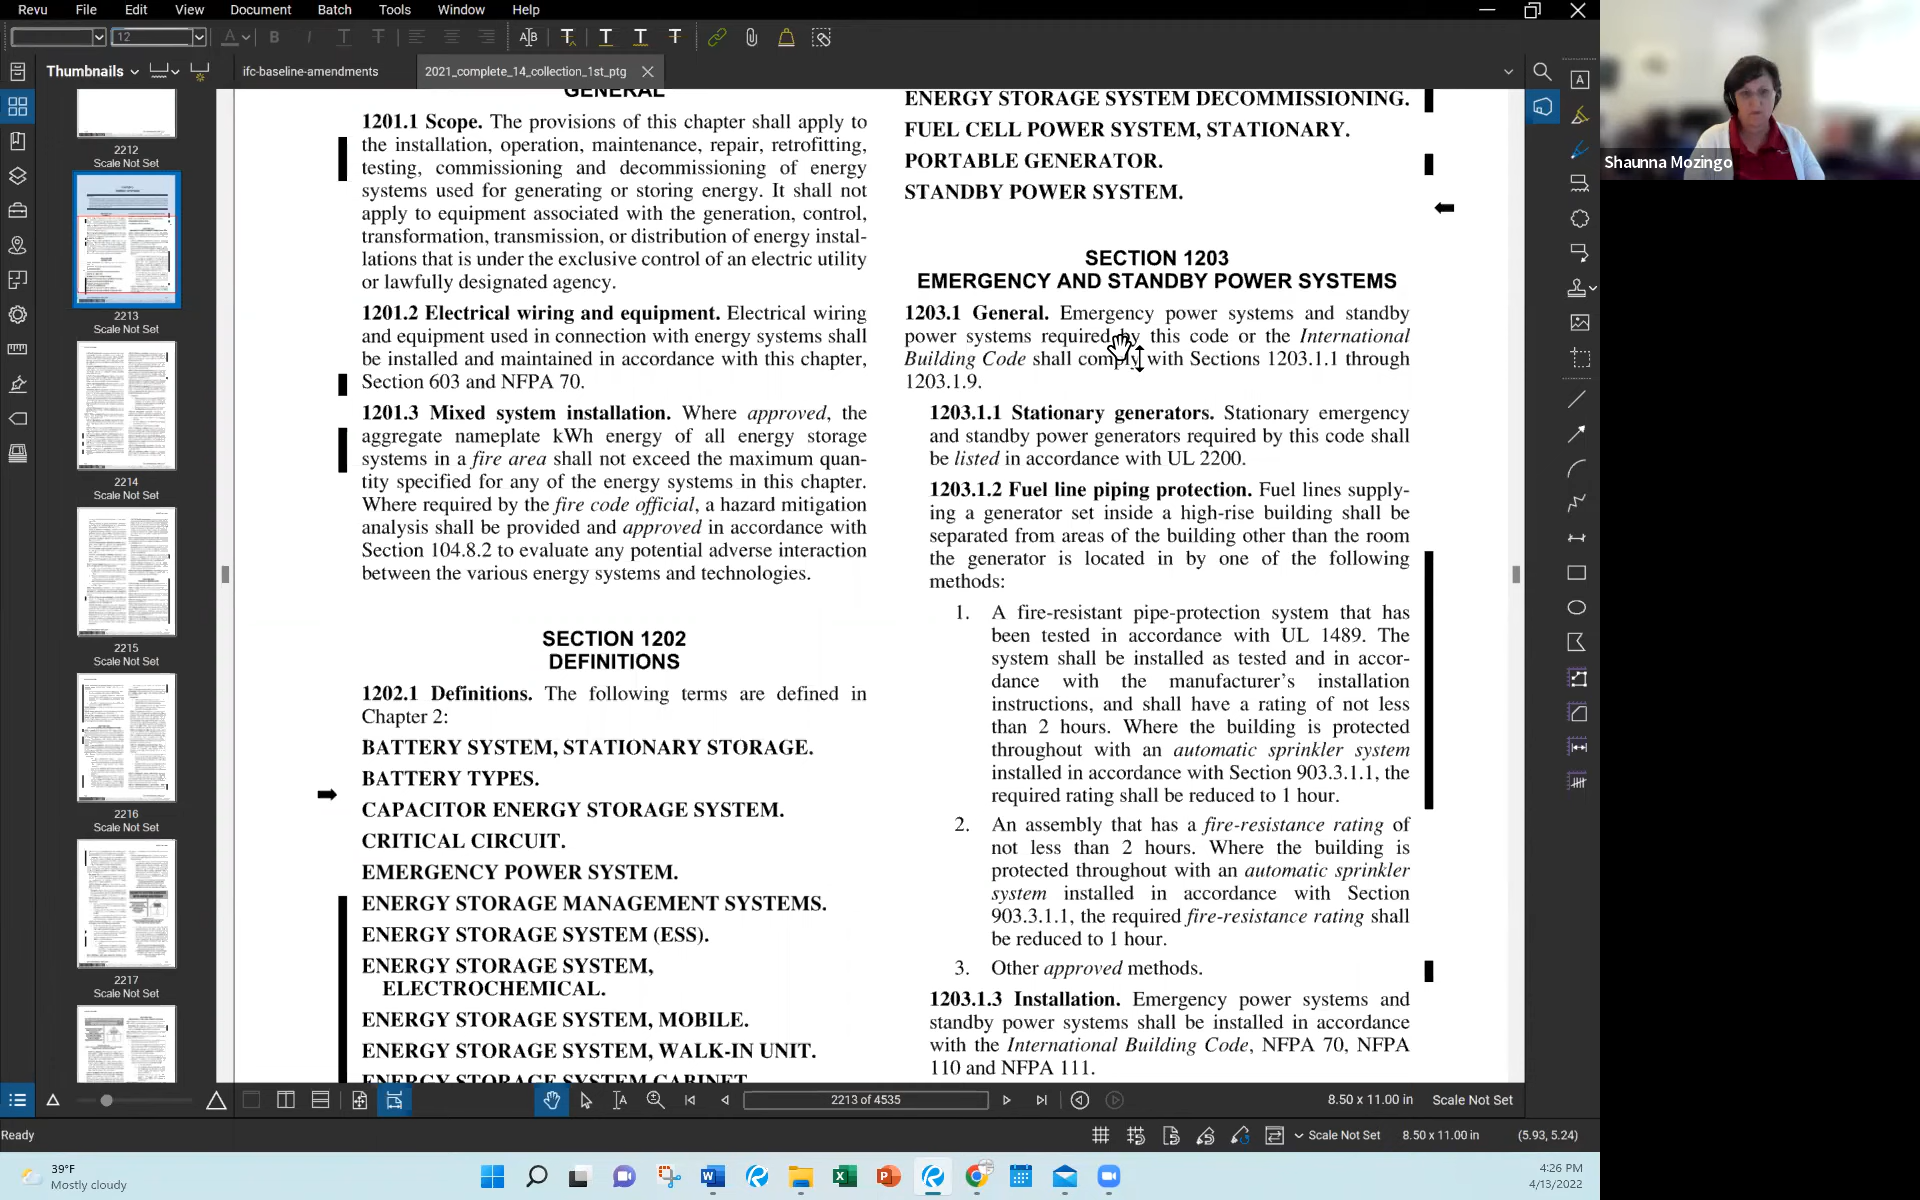 Revu File Edit View Document Batch Tools Window Help
12
Thumbnails
ifc-baseline-amendments
2021_complete_14_collection_1st_ptg
2212
Scale Not Set
2213
Scale Not Set
2214
Scale Not Set
2215
Scale Not Set
2216
Scale Not Set
2217
Scale Not Set
GENERAL
1201.1 Scope. The provisions of this chapter shall apply to
the installation, operation, maintenance, repair, retrofitting,
testing, commissioning and decommissioning of energy
systems used for generating or storing energy. It shall not
apply to equipment associated with the generation, control,
transformation, transmission, or distribution of energy instal-
lations that is under the exclusive control of an electric utility
or lawfully designated agency.
1201.2 Electrical wiring and equipment. Electrical wiring
and equipment used in connection with energy systems shall
be installed and maintained in accordance with this chapter,
Section 603 and NFPA 70.
1201.3 Mixed system installation. Where approved, the
aggregate nameplate kWh energy of all energy storage
systems in a fire area shall not exceed the maximum quan-
tity specified for any of the energy systems in this chapter.
Where required by the fire code official, a hazard mitigation
analysis shall be provided and approved in accordance with
Section 104.8.2 to evaluate any potential adverse interaction
between the various energy systems and technologies.
SECTION 1202
DEFINITIONS
1202.1 Definitions. The following terms are defined in
Chapter 2:
BATTERY SYSTEM, STATIONARY STORAGE.
BATTERY TYPES.
CAPACITOR ENERGY STORAGE SYSTEM.
CRITICAL CIRCUIT.
EMERGENCY POWER SYSTEM.
ENERGY STORAGE MANAGEMENT SYSTEMS.
ENERGY STORAGE SYSTEM (ESS).
ENERGY STORAGE SYSTEM,
ELECTROCHEMICAL.
ENERGY STORAGE SYSTEM, MOBILE.
ENERGY STORAGE SYSTEM, WALK-IN UNIT.
ENERGY STORAGE SYSTEM CABINET
ENERGY STORAGE SYSTEM DECOMMISSIONING.
FUEL CELL POWER SYSTEM, STATIONARY.
PORTABLE GENERATOR.
STANDBY POWER SYSTEM.
SECTION 1203
EMERGENCY AND STANDBY POWER SYSTEMS
1203.1 General. Emergency power systems and standby
power systems required by this code or the International
Building Code shall comply with Sections 1203.1.1 through
1203.1.9.
1203.1.1 Stationary generators. Stationary emergency
and standby power generators required by this code shall
be listed in accordance with UL 2200.
1203.1.2 Fuel line piping protection. Fuel lines supply-
ing a generator set inside a high-rise building shall be
separated from areas of the building other than the room
the generator is located in by one of the following
methods:
1. A fire-resistant pipe-protection system that has
been tested in accordance with UL 1489. The
system shall be installed as tested and in accor-
dance with the manufacturer's installation
instructions, and shall have a rating of not less
than 2 hours. Where the building is protected
throughout with an automatic sprinkler system
installed in accordance with Section 903.3.1.1, the
required rating shall be reduced to 1 hour.
2. An assembly that has a fire-resistance rating of
not less than 2 hours. Where the building is
protected throughout with an automatic sprinkler
system installed in accordance with Section
903.3.1.1, the required fire-resistance rating shall
be reduced to 1 hour.
3. Other approved methods.
1203.1.3 Installation. Emergency power systems and
standby power systems shall be installed in accordance
with the International Building Code, NFPA 70, NFPA
110 and NFPA 111.
Shaunna Mozingo
2213 of 4535
8.50 x 11.00 in Scale Not Set
Ready
Scale Not Set 8.50 x 11.00 in (5.93, 5.24)
39°F
Mostly cloudy
4:26 PM
4/13/2022